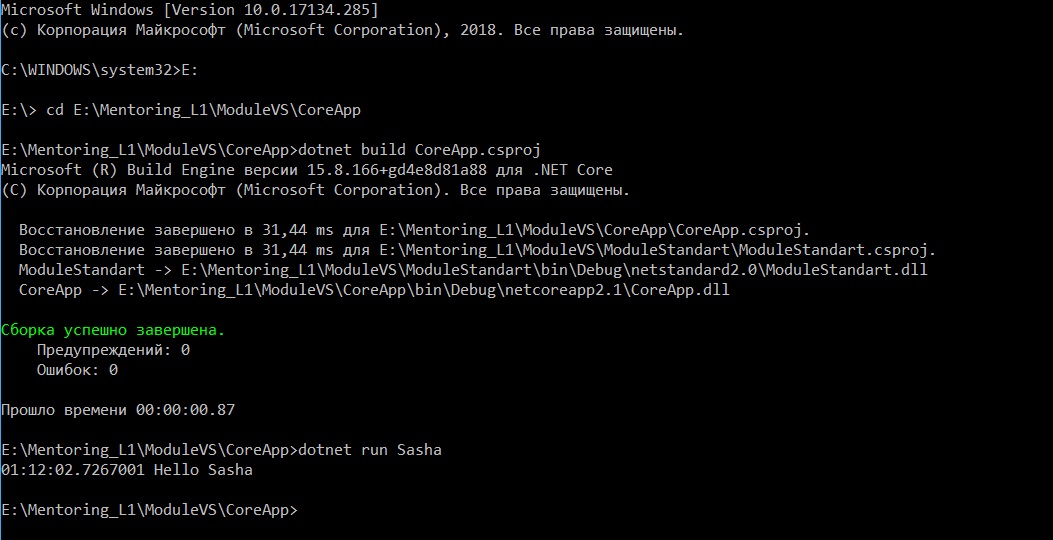 Microsoft Windows [Version 10.0.17134.285]
(c) Корпорация Майкрософт (Microsoft Corporation), 2018. Все права защищены.
C:\WINDOWS\system32>E:
E:\> cd E:\Mentoring_L1\ModuleVS\CoreApp
E:\Mentoring_L1\ModuleVS\CoreApp>dotnet build CoreApp.csproj
Microsoft (R) Build Engine версии 15.8.166+gd4e8d81a88 для .NET Core
(C) Корпорация Майкрософт (Microsoft Corporation). Все права защищены.
Восстановление завершено в 31,44 ms для E:\Mentoring_L1\ModuleVS\CoreApp\CoreApp.csproj.
Восстановление завершено в 31,44 ms для E:\Mentoring_L1\ModuleVS\ModuleStandart\ModuleStandart.csproj.
ModuleStandart -> E:\Mentoring_L1\ModuleVS\ModuleStandart\bin\Debug\netstandard2.0\ModuleStandart.dll
CoreApp -> E:\Mentoring_L1\ModuleVS\CoreApp\bin\Debug\netcoreapp2.1\CoreApp.dll
Сборка успешно завершена.
Предупреждений: 0
Ошибок: 0
Прошло времени 00:00:00.87
E:\Mentoring_L1\ModuleVS\CoreApp>dotnet run Sasha
01:12:02.7267001 Hello Sasha
E:\Mentoring_L1\ModuleVS\CoreApp>